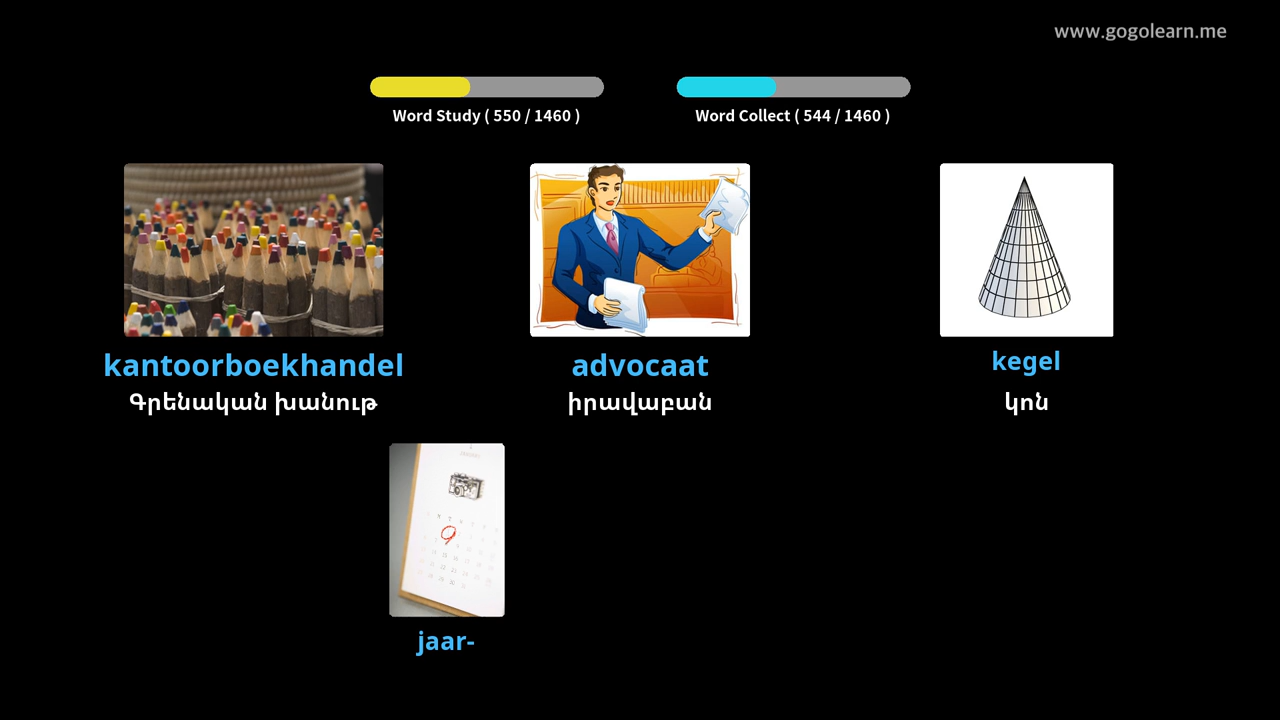 www.gogolearn.me
Word Study ( 550 / 1460 )
Word Collect ( 544 / 1460 )
kantoorboekhandel
advocaat
kegel
Գրենական խանութ
իրավաբան
կոն
jaar-